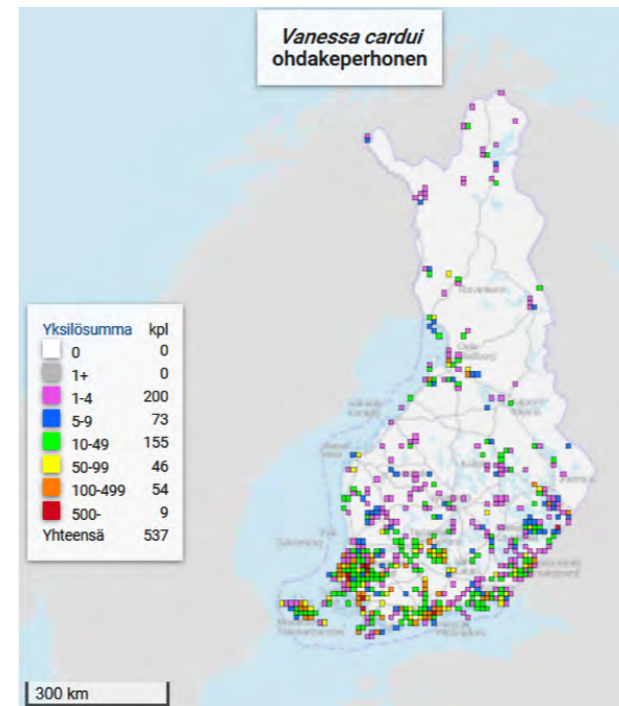 Vanessa cardui
ohdakeperhonen
Yksilösumma kpl
0 0
1+ 0
1-4 200
5-9 73
10-49 155
50-99 46
100-499 54
500- 9
Yhteensä 537
300 km